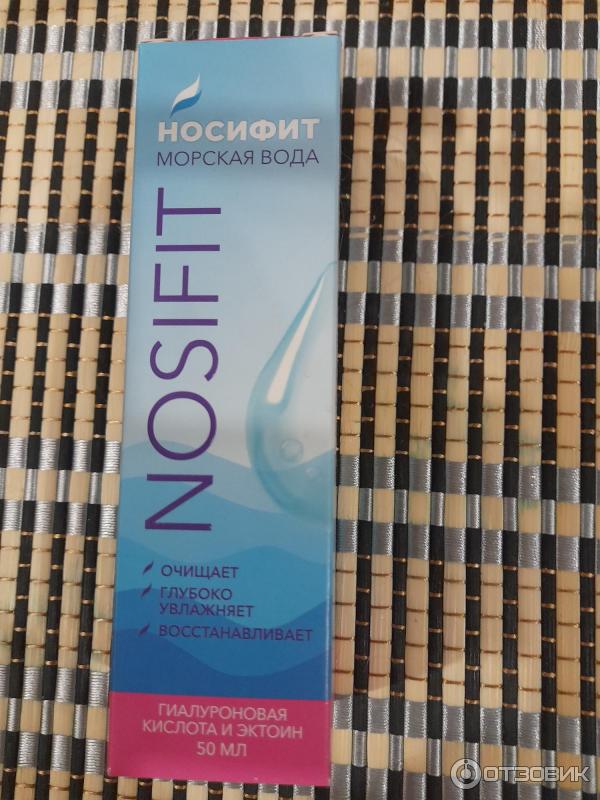 НОСИФИТ
МОРСКАЯ ВОДА
NOSIFIT
ОЧИЩАЕТ
ГЛУБОКО
УВЛАЖНЯЕТ
ВОССТАНАВЛИВАЕТ
ГИАЛУРОНОВАЯ
КИСЛОТА И ЭКТОИН
50 МЛ
ОТЗОВИК